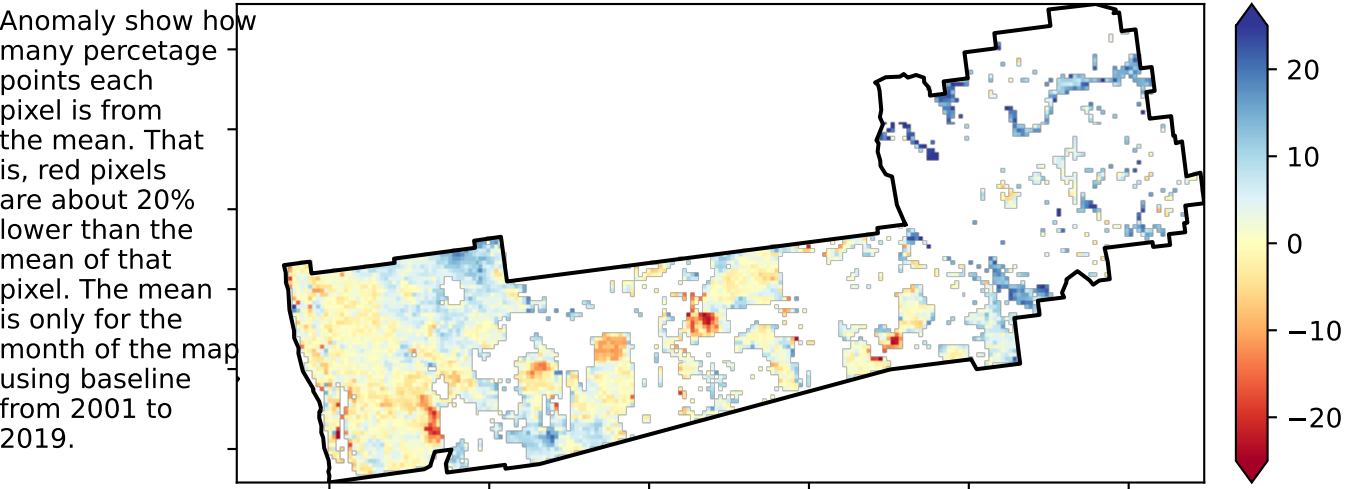 Anomaly show how
many percetage
points each
pixel is from
the mean. That
is, red pixels
are about 20%
lower than the
mean of that
pixel. The mean
is only for the
month of the map
using baseline
from 2001 to
2019.
20
10
0
−10
−20